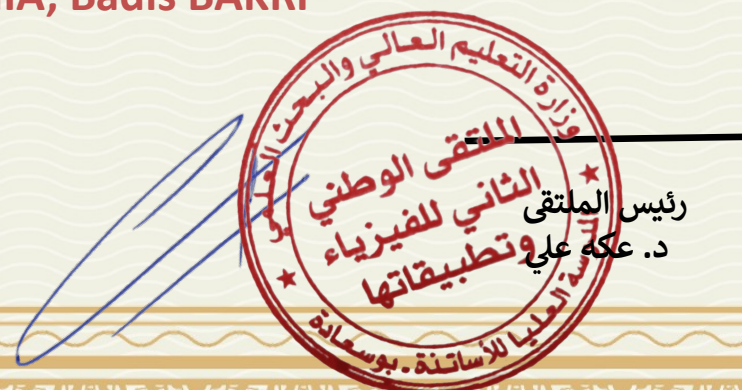 Badis BAKRI
وزارة التعليم العالي والبحث العلمي
الملتقى الوطني
الثاني للفيزياء
وتطبيقاتها
المدرسة العليا للأساتذة - بوسعادة
رئيس الملتقى
د. عكه علي